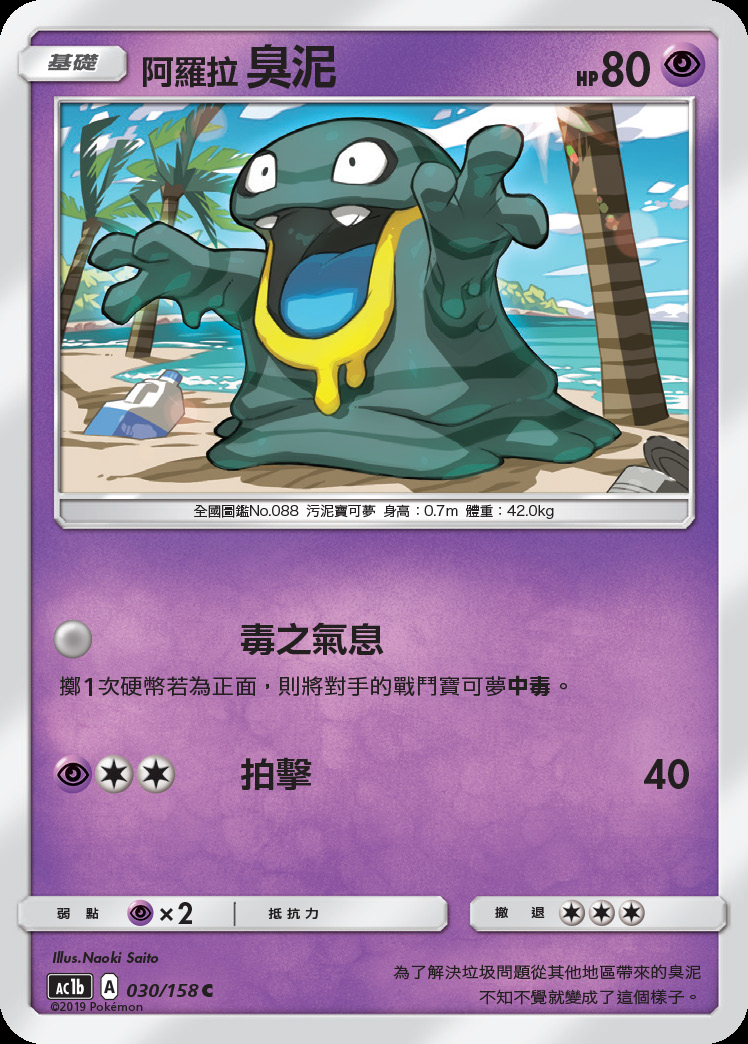 基礎
阿羅拉 臭泥
HP80
全國圖鑑No.088 污泥寶可夢 身高：0.7m 體重：42.0kg
毒之氣息
擲1次硬幣若為正面，則將對手的戰鬥寶可夢中毒。
拍擊 40
弱點 ×2 抵抗力 撤退
Illus.Naoki Saito
AC1b A 030/158 C
©2019 Pokémon
為了解決垃圾問題從其他地區帶來的臭泥
不知不覺就變成了這個樣子。